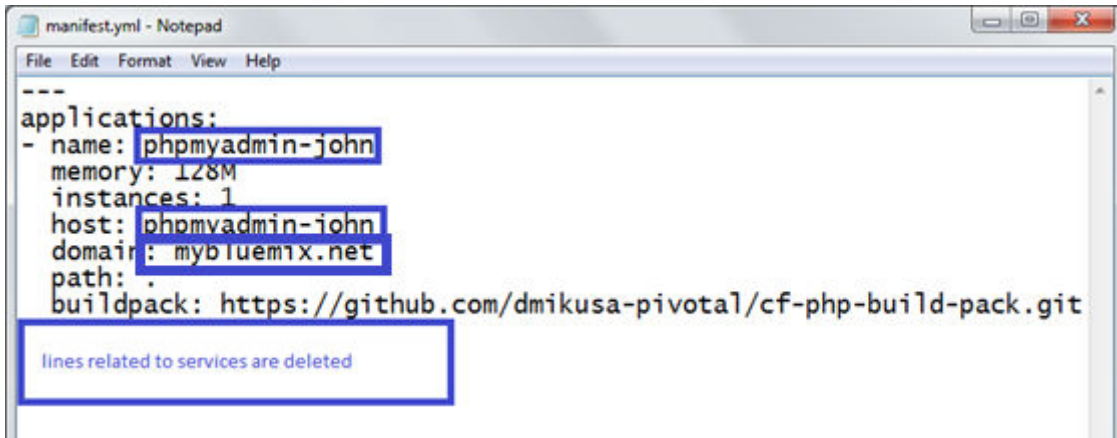 manifest.yml - Notepad
File Edit Format View Help
---
applications:
- name: phpmyadmin-john
memory: 128M
instances: 1
host: phpmyadmin-john
domain: mybluemix.net
path: .
buildpack: https://github.com/dmikusa-pivotal/cf-php-build-pack.git
lines related to services are deleted